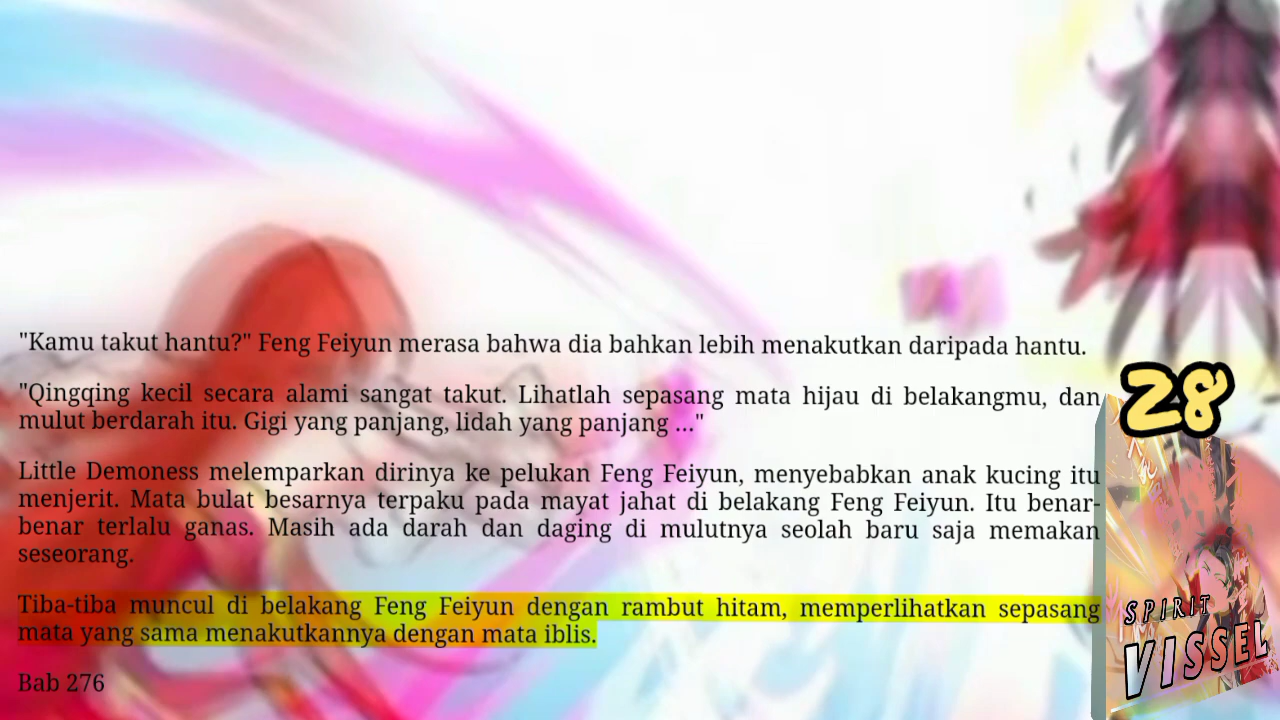 "Kamu takut hantu?" Feng Feiyun merasa bahwa dia bahkan lebih menakutkan daripada hantu.
"Qingqing kecil secara alami sangat takut. Lihatlah sepasang mata hijau di belakangmu, dan
mulut berdarah itu. Gigi yang panjang, lidah yang panjang ..."
Little Demoness melemparkan dirinya ke pelukan Feng Feiyun, menyebabkan anak kucing itu
menjerit. Mata bulat besarnya terpaku pada mayat jahat di belakang Feng Feiyun. Itu benar-
benar terlalu ganas. Masih ada darah dan daging di mulutnya seolah baru saja memakan
seseorang.
Tiba-tiba muncul di belakang Feng Feiyun dengan rambut hitam, memperlihatkan sepasang
mata yang sama menakutkannya dengan mata iblis.
Bab 276
28
SPIRIT
VISSEL